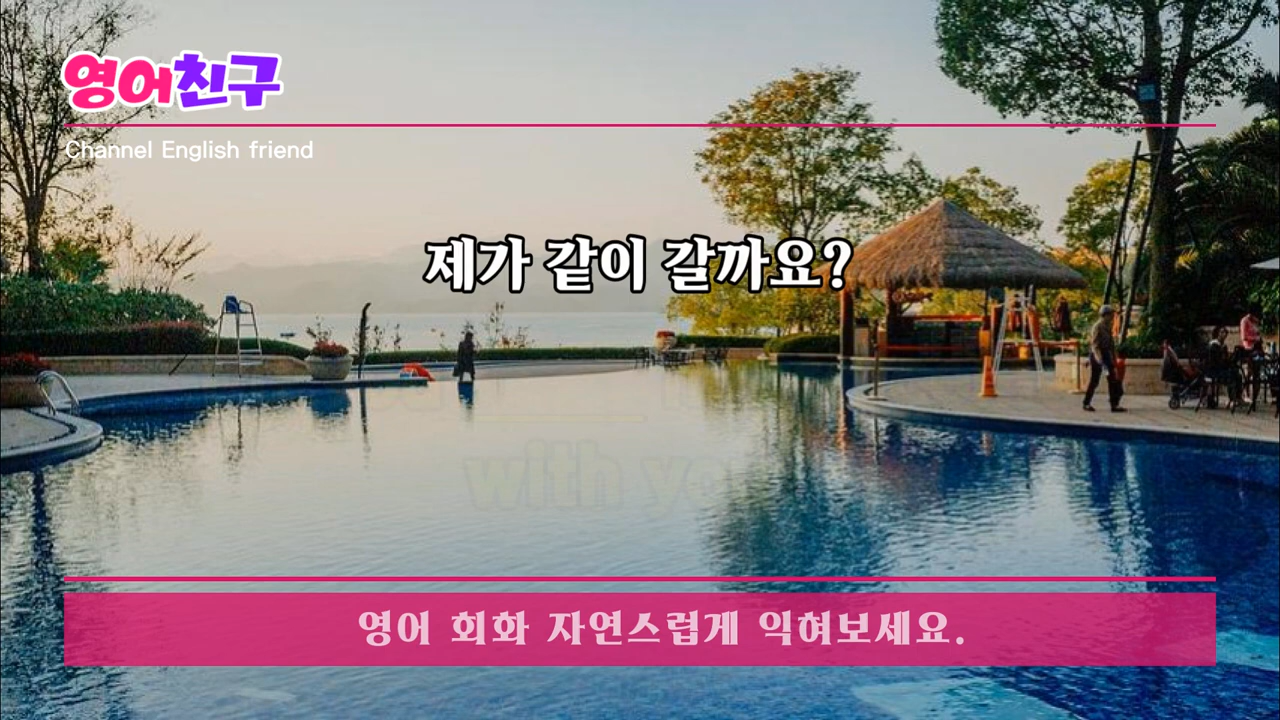 영어친구
Channel English friend
제가 같이 갈까요?
with
영어 회화 자연스럽게 익혀보세요.